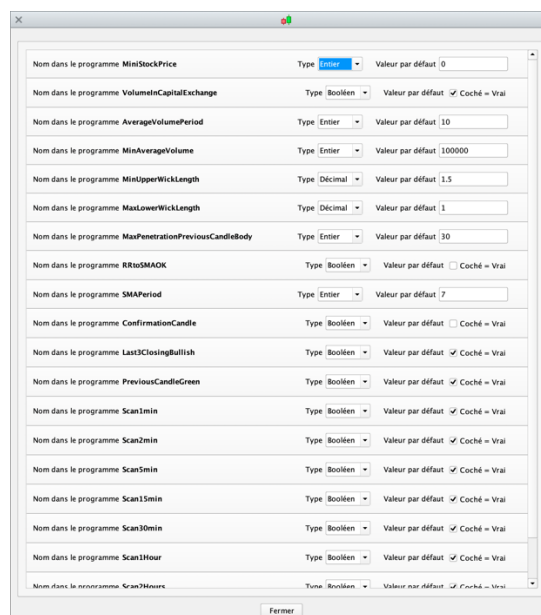 Nom dans le programme MiniStockPrice Type Entier Valeur par défaut 0
Nom dans le programme VolumeInCapitalExchange Type Booléen Valeur par défaut Coché = Vrai
Nom dans le programme AverageVolumePeriod Type Entier Valeur par défaut 10
Nom dans le programme MinAverageVolume Type Entier Valeur par défaut 100000
Nom dans le programme MinUpperWickLength Type Décimal Valeur par défaut 1.5
Nom dans le programme MaxLowerWickLength Type Décimal Valeur par défaut 1
Nom dans le programme MaxPenetrationPreviousCandleBody Type Entier Valeur par défaut 30
Nom dans le programme RRtoSMAOK Type Booléen Valeur par défaut Coché = Vrai
Nom dans le programme SMAPeriod Type Entier Valeur par défaut 7
Nom dans le programme ConfirmationCandle Type Booléen Valeur par défaut Coché = Vrai
Nom dans le programme Last3ClosingBullish Type Booléen Valeur par défaut Coché = Vrai
Nom dans le programme PreviousCandleGreen Type Booléen Valeur par défaut Coché = Vrai
Nom dans le programme Scan1min Type Booléen Valeur par défaut Coché = Vrai
Nom dans le programme Scan2min Type Booléen Valeur par défaut Coché = Vrai
Nom dans le programme Scan5min Type Booléen Valeur par défaut Coché = Vrai
Nom dans le programme Scan15min Type Booléen Valeur par défaut Coché = Vrai
Nom dans le programme Scan30min Type Booléen Valeur par défaut Coché = Vrai
Nom dans le programme Scan1Hour Type Booléen Valeur par défaut Coché = Vrai
Nom dans le programme Scan2Hours Type Booléen Valeur par défaut Coché = Vrai
Fermer